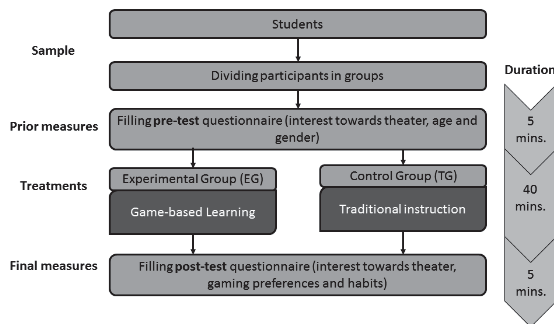 Students
Sample
Dividing participants in groups
Duration
Prior measures
Filling pre-test questionnaire (interest towards theater, age and
gender)
5
mins.
Treatments
Experimental Group (EG)
Control Group (TG)
Game-based Learning
Traditional instruction
40
mins.
Final measures
Filling post-test questionnaire (interest towards theater,
gaming preferences and habits)
5
mins.